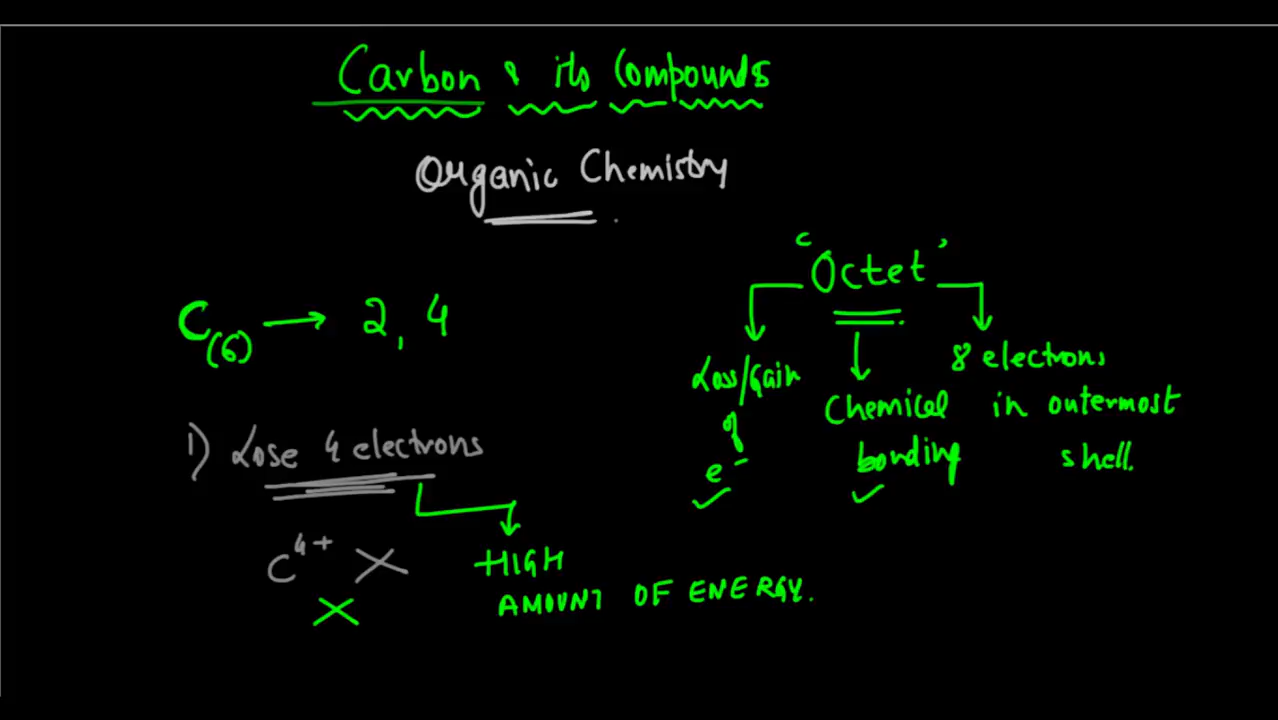 Carbon & its Compounds
Organic Chemistry
C(6) → 2, 4
1) Lose 4 electrons
C4+ X
X
HIGH
AMOUNT OF ENERGY.
'Octet'
Loss/Gain
of
e-
Chemical
bonding
8 electrons
in outermost
shell.